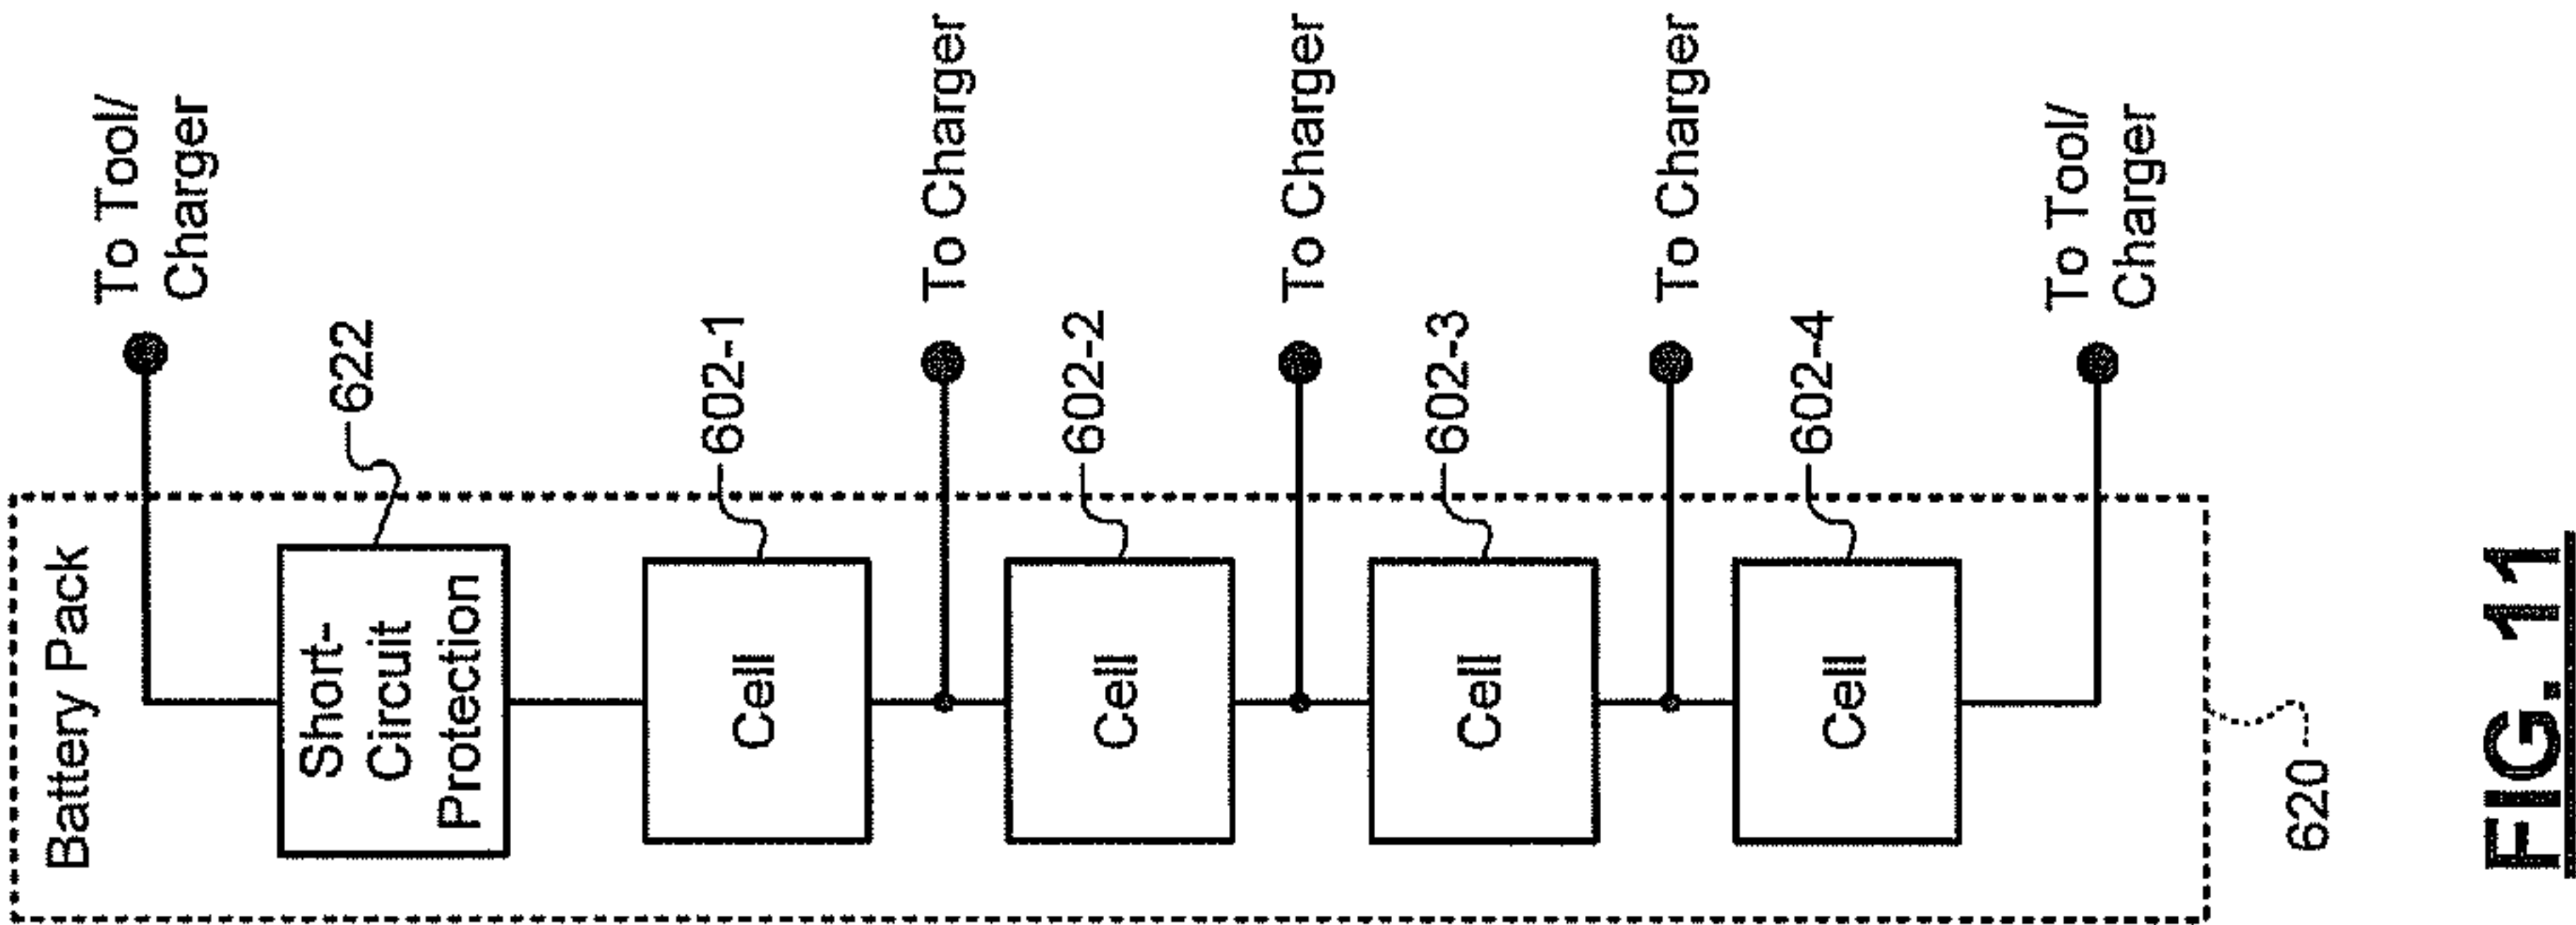 Battery Pack
To Tool/
Charger
Short-
Circuit
Protection
622
Cell
602-1
To Charger
Cell
602-2
To Charger
Cell
602-3
To Charger
Cell
602-4
To Tool/
Charger
620
FIG. 11